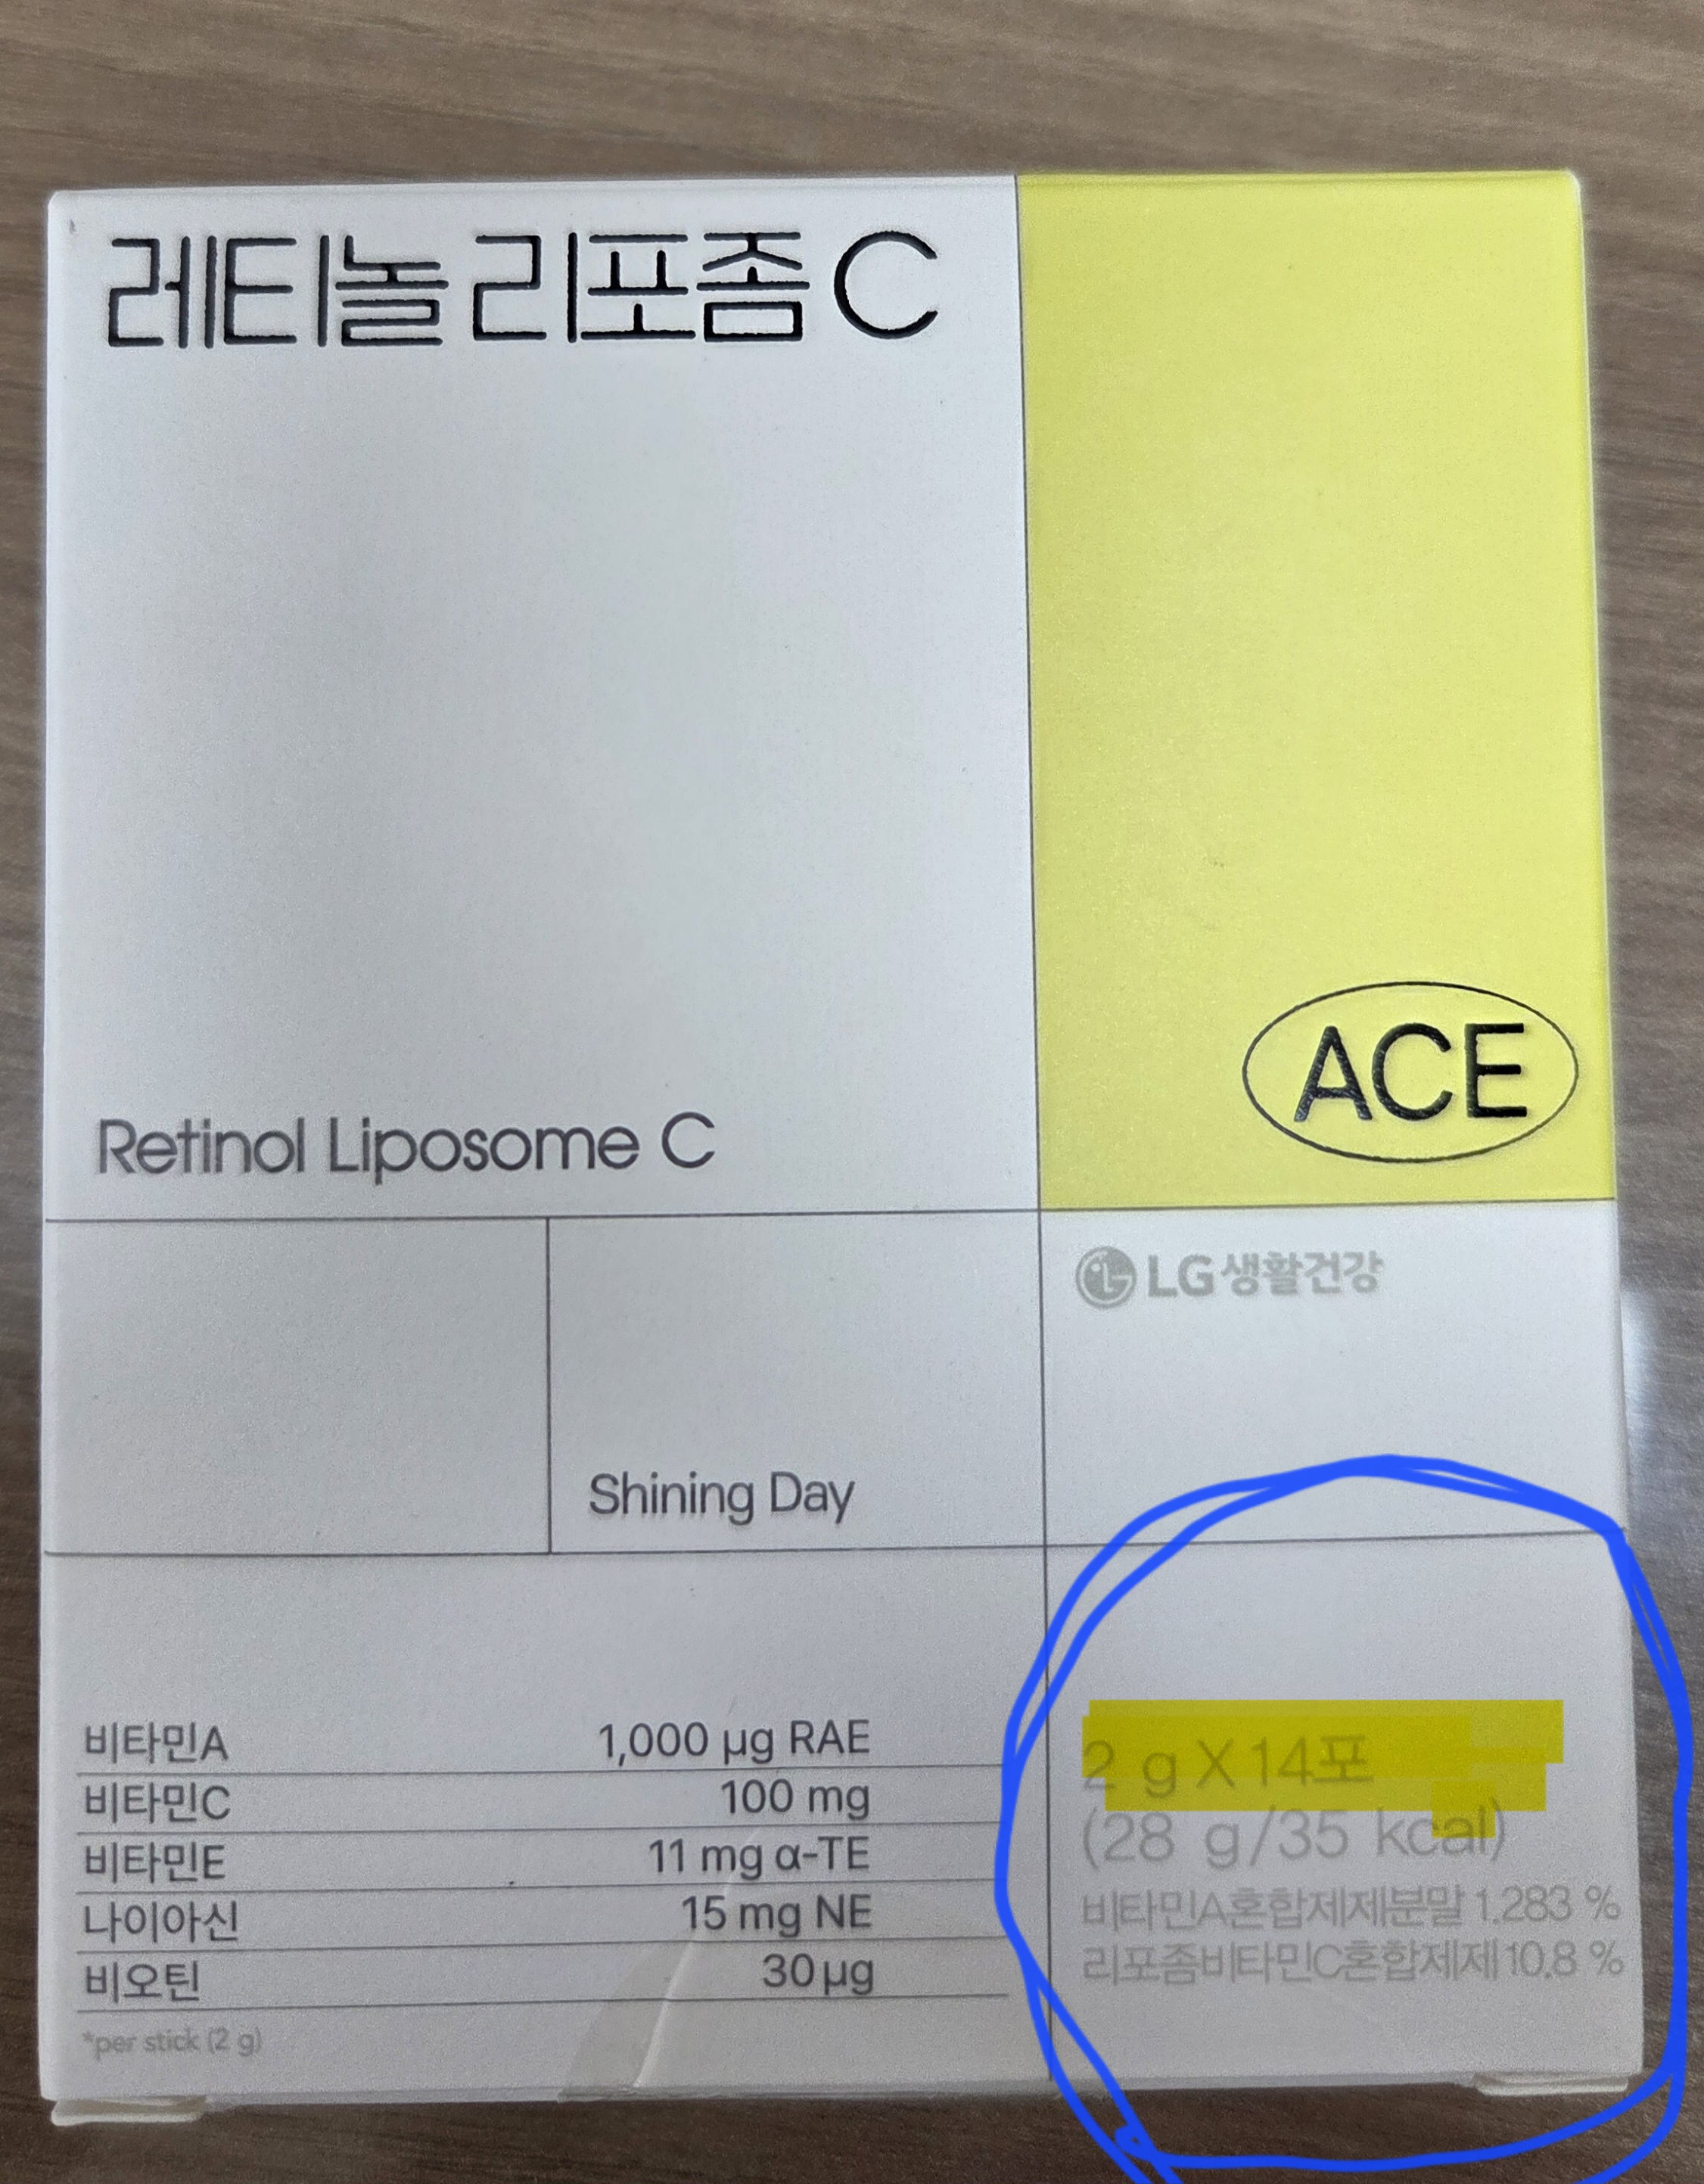 레티놀 리포좀 C
Retinol Liposome C
ACE
LG생활건강
Shining Day
비타민A 1,000 μg RAE
비타민C 100 mg
비타민E 11 mg α-TE
나이아신 15 mg NE
비오틴 30μg
*per stick (2 g)
2 g X 14포
(28 g/35 kcal)
비타민A혼합제제분말 1.283 %
리포좀비타민C혼합제제 10.8 %